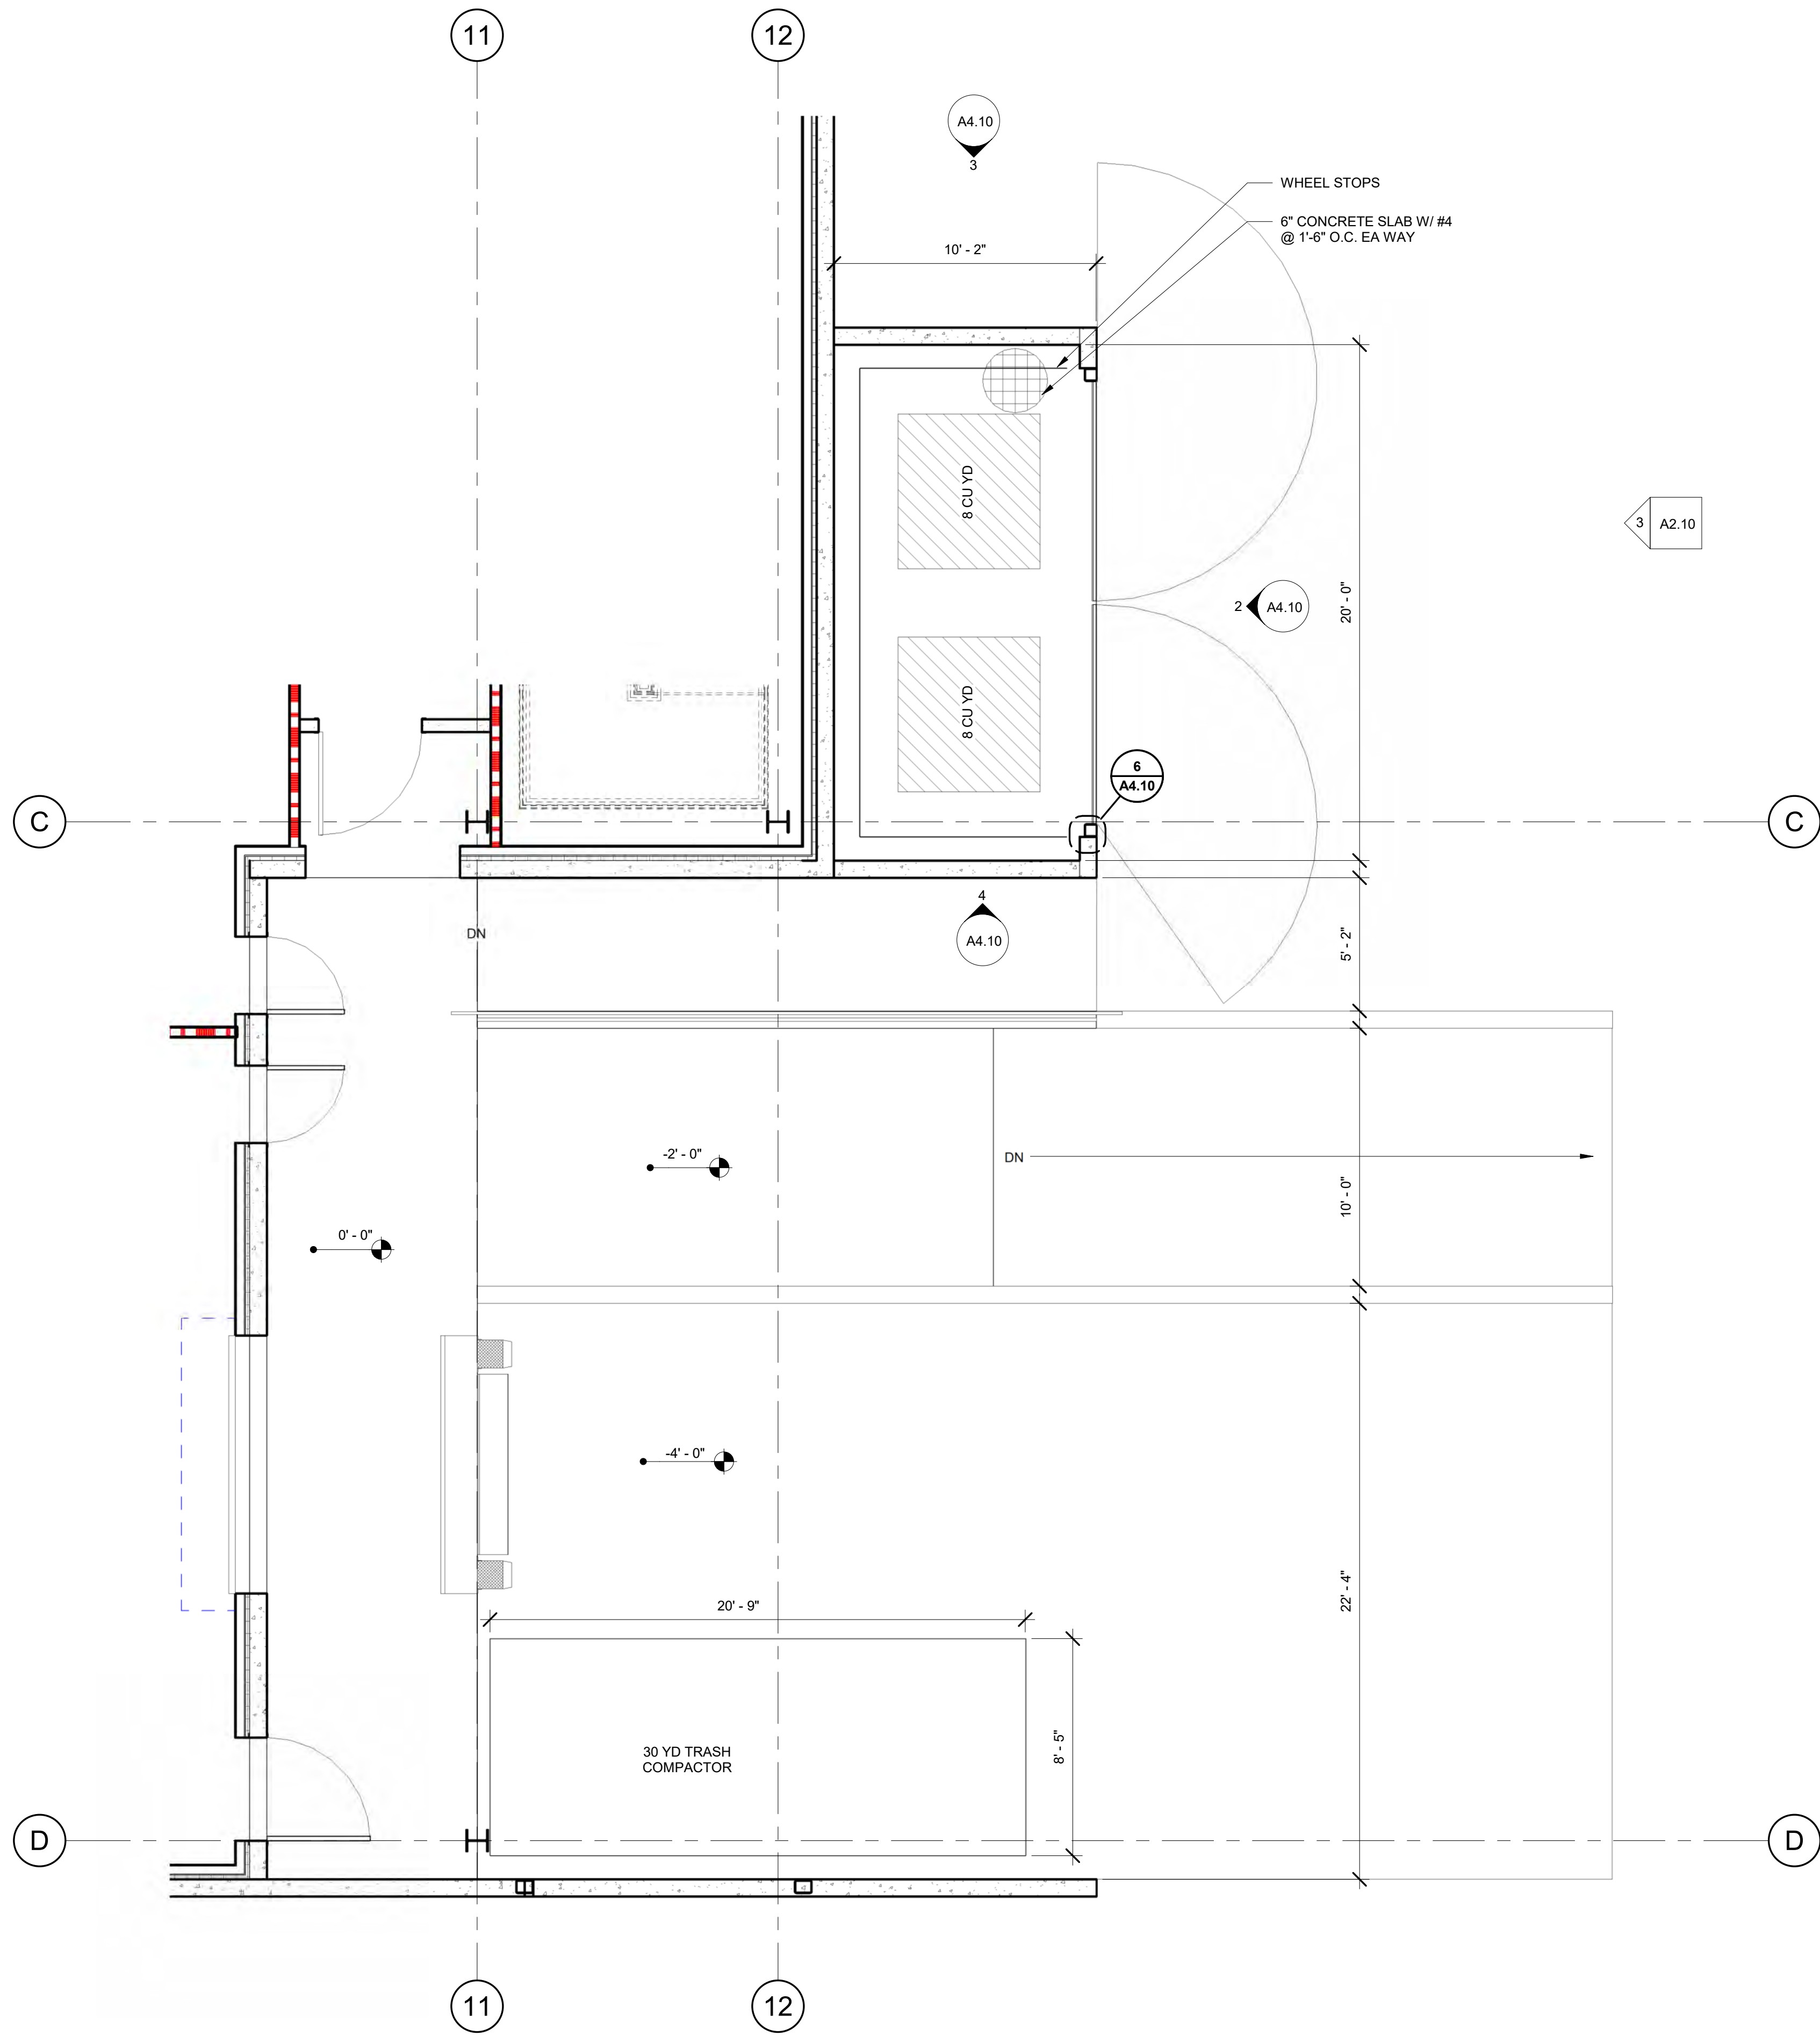 11
12
A4.10
3
WHEEL STOPS
6" CONCRETE SLAB W/ #4
@ 1'-6" O.C. EA WAY
10' - 2"
8 CU YD
3
A2.10
20' - 0"
2
A4.10
8 CU YD
6
A4.10
C
C
4
A4.10
DN
5' - 2"
-2' - 0"
DN
10' - 0"
0' - 0"
-4' - 0"
22' - 4"
20' - 9"
30 YD TRASH
COMPACTOR
8' - 5"
D
D
11
12